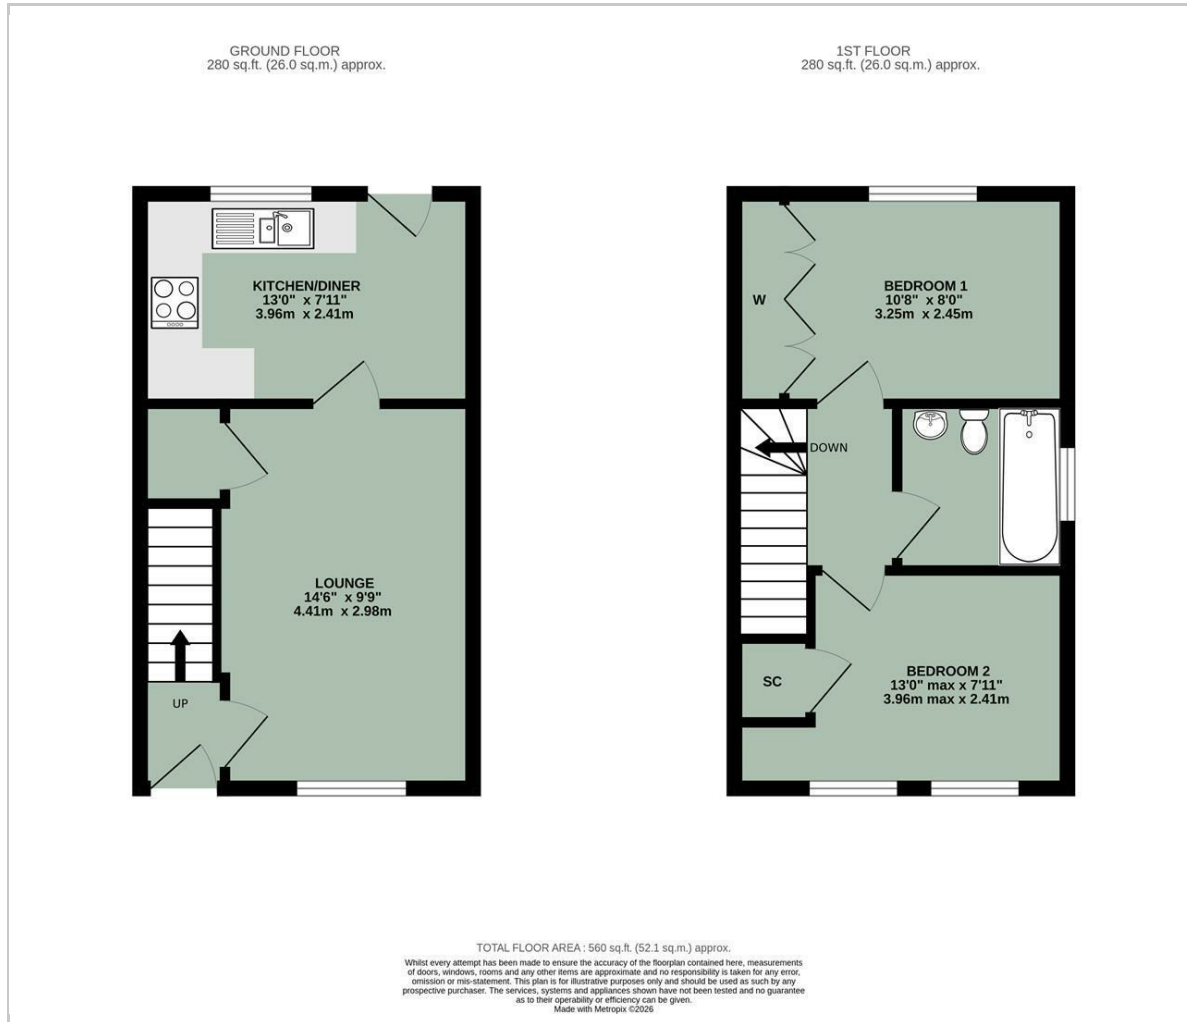 GROUND FLOOR
280 sq.ft. (26.0 sq.m.) approx.
KITCHEN/DINER
13'0" x 7'11"
3.96m x 2.41m
LOUNGE
14'6" x 9'9"
4.41m x 2.98m
UP
1ST FLOOR
280 sq.ft. (26.0 sq.m.) approx.
W
BEDROOM 1
10'8" x 8'0"
3.25m x 2.45m
DOWN
SC
BEDROOM 2
13'0" max x 7'11"
3.96m max x 2.41m
TOTAL FLOOR AREA : 560 sq.ft. (52.1 sq.m.) approx.
Whilst every attempt has been made to ensure the accuracy of the floorplan contained here, measurements
of doors, windows, rooms and any other items are approximate and no responsibility is taken for any error,
omission or mis-statement. This plan is for illustrative purposes only and should be used as such by any
prospective purchaser. The services, systems and appliances shown have not been tested and no guarantee
as to their operability or efficiency can be given.
Made with Metropix ©2026